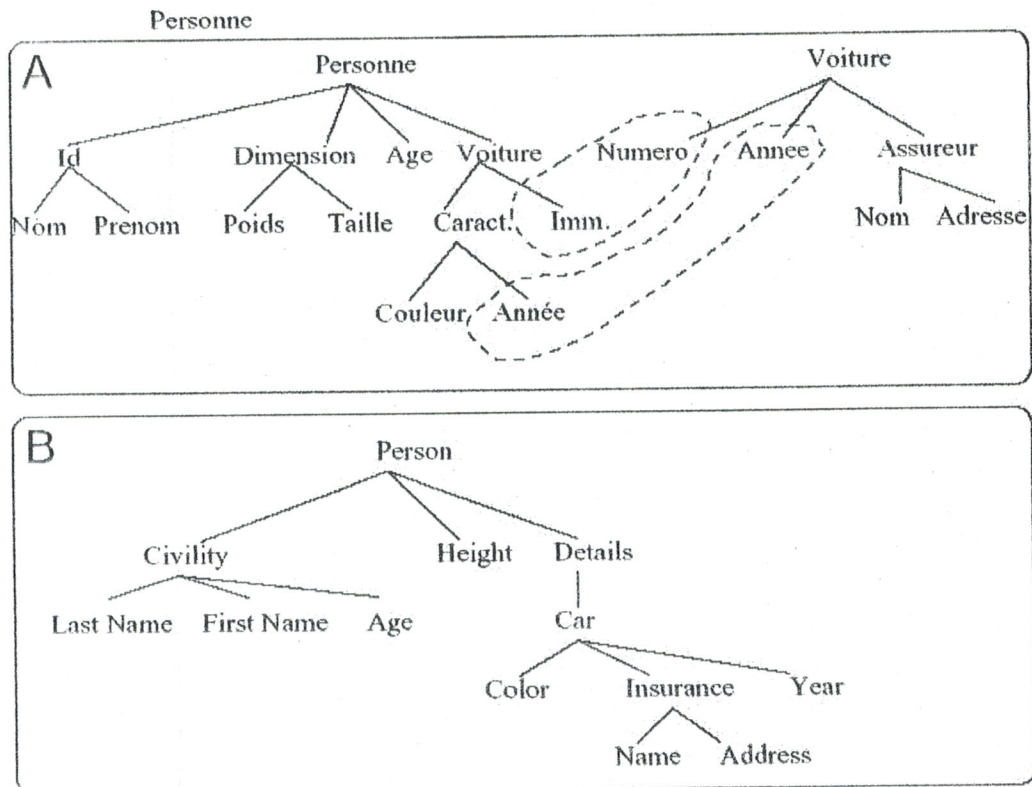 Personne
A
Personne Voiture
Id Dimension Age Voiture Numero Annee Assureur
Nom Prenom Poids Taille Caract. Imm. Nom Adresse
Couleur Année
B
Person
Civility Height Details
Last Name First Name Age Car
Color Insurance Year
Name Address